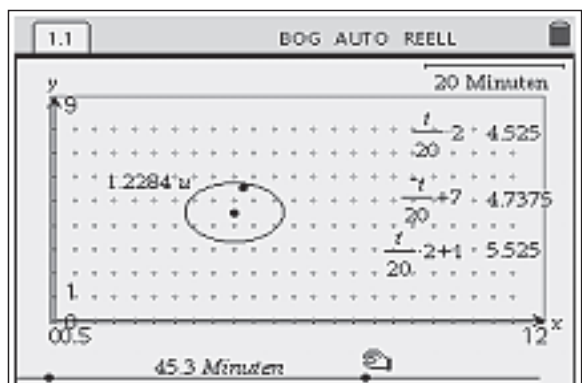 1.1 BOG AUTO REELL
20 Minuten
y
9
t/20·2 4.525
1.2284 u
-t/20+7 4.7375
t/20·2+1 5.525
1
0
00.5 12 x
45.3 Minuten